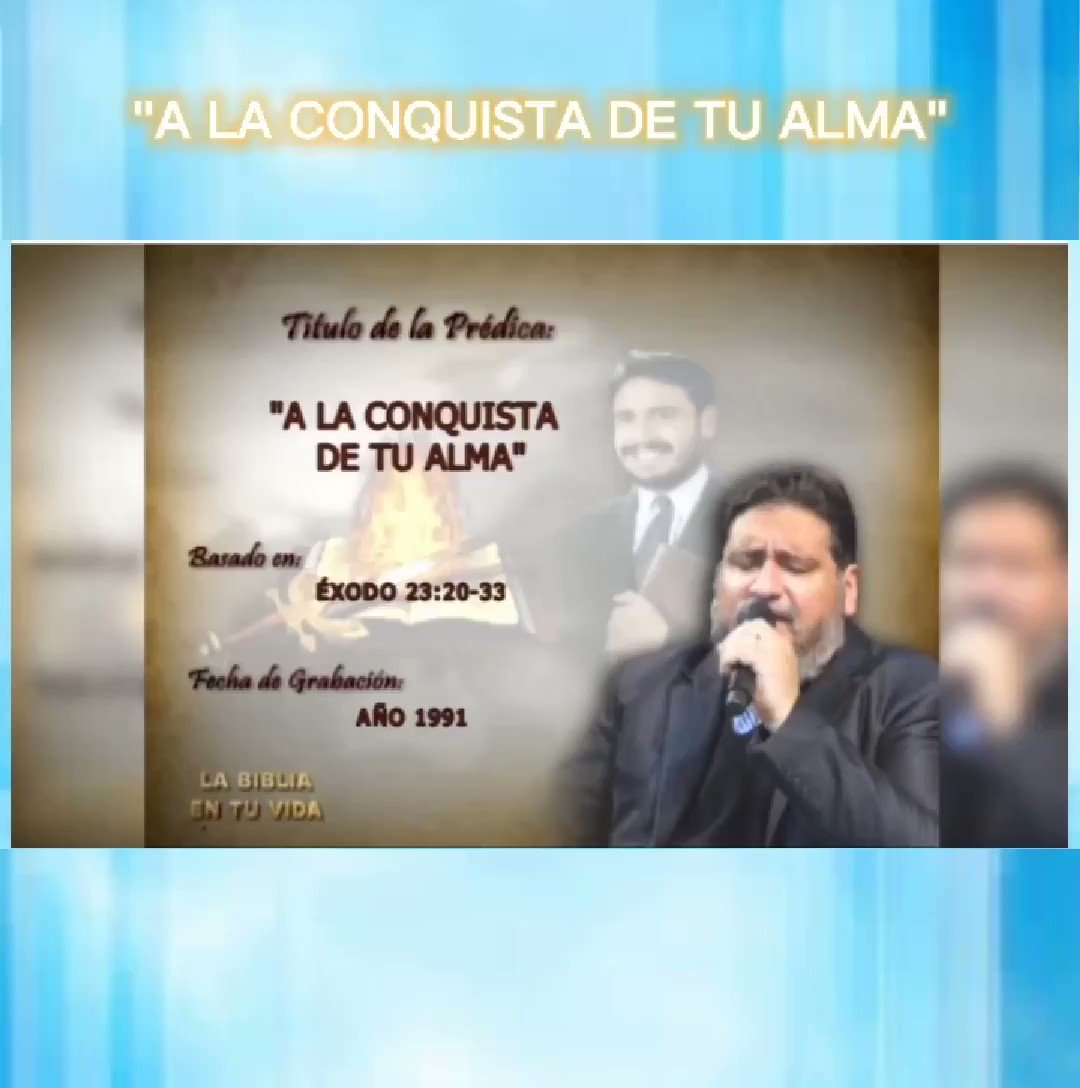 "A LA CONQUISTA DE TU ALMA"
Título de la Prédica:
"A LA CONQUISTA
DE TU ALMA"
Basado en:
ÉXODO 23:20-33
Fecha de Grabación:
AÑO 1991
LA BIBLIA
EN TU VIDA